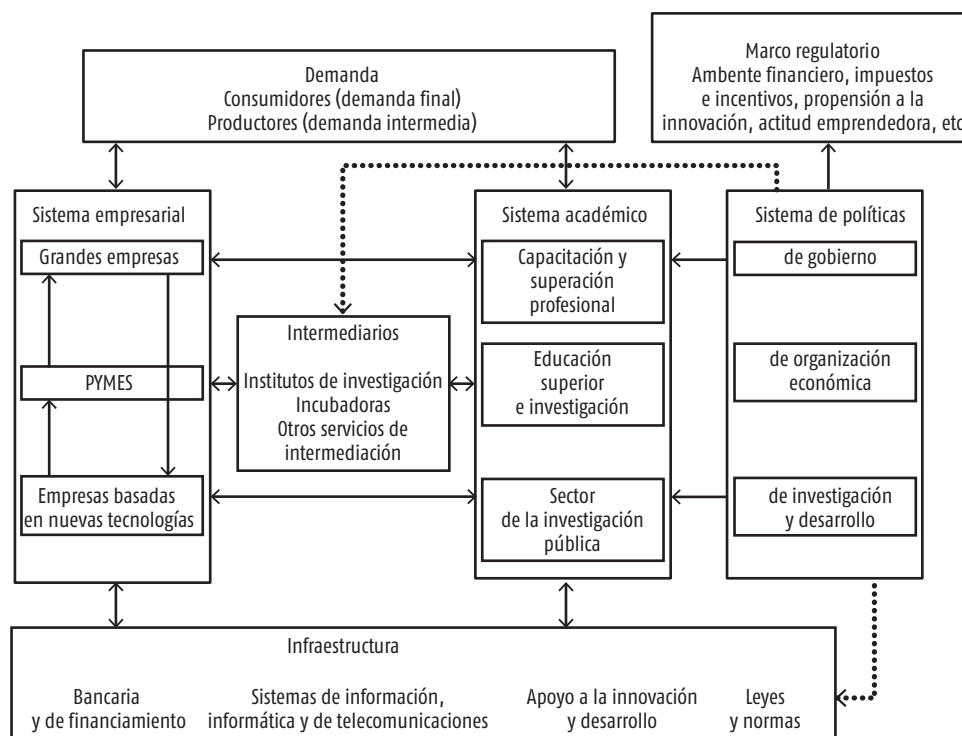 Demanda
Consumidores (demanda final)
Productores (demanda intermedia)
Marco regulatorio
Ambente financiero, impuestos
e incentivos, propensión a la
innovación, actitud emprendedora, etc
Sistema empresarial
Grandes empresas
PYMES
Empresas basadas
en nuevas tecnologías
Intermediarios
Institutos de investigación
Incubadoras
Otros servicios de
intermediación
Sistema académico
Capacitación y
superación
profesional
Educación
superior
e investigación
Sector
de la investigación
pública
Sistema de políticas
de gobierno
de organización
económica
de investigación
y desarrollo
Infraestructura
Bancaria
y de financiamiento
Sistemas de información,
informática y de telecomunicaciones
Apoyo a la innovación
y desarrollo
Leyes
y normas